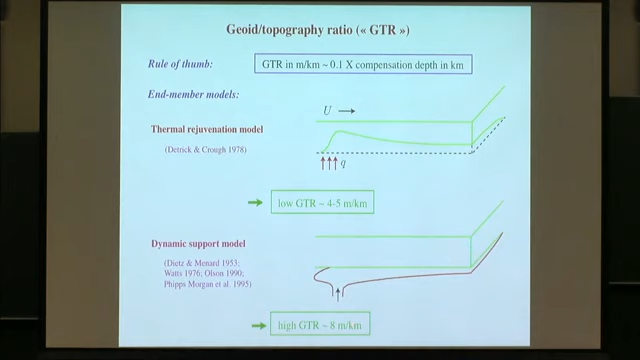 Geoid/topography ratio (« GTR »)
Rule of thumb:
GTR in m/km ~ 0.1 X compensation depth in km
End-member models:
U
Thermal rejuvenation model
(Detrick & Crough 1978)
q
low GTR ~ 4-5 m/km
Dynamic support model
(Dietz & Menard 1953;
Watts 1976; Olson 1990;
Phipps Morgan et al. 1995)
high GTR ~ 8 m/km